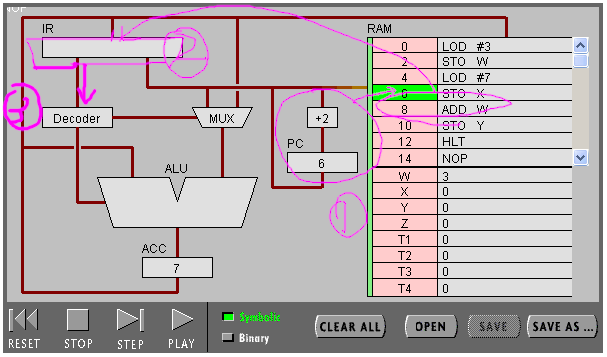 NOP
IR
RAM
0 LOD #3
2 STO W
4 LOD #7
6 STO X
8 ADD W
10 STO Y
12 HLT
14 NOP
W 3
X 0
Y 0
Z 0
T1 0
T2 0
T3 0
T4 0
2
3
Decoder
MUX
+2
PC
6
1
ALU
ACC
7
RESET
STOP
STEP
PLAY
Symbolic
Binary
CLEAR ALL
OPEN
SAVE
SAVE AS ...